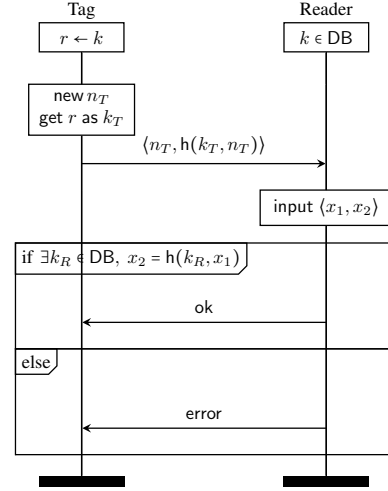 Tag Reader
r ← k k ∈ DB
new n_T
get r as k_T
⟨n_T, h(k_T, n_T)⟩
input ⟨x_1, x_2⟩
if ∃k_R ∈ DB, x_2 = h(k_R, x_1)
ok
else
error